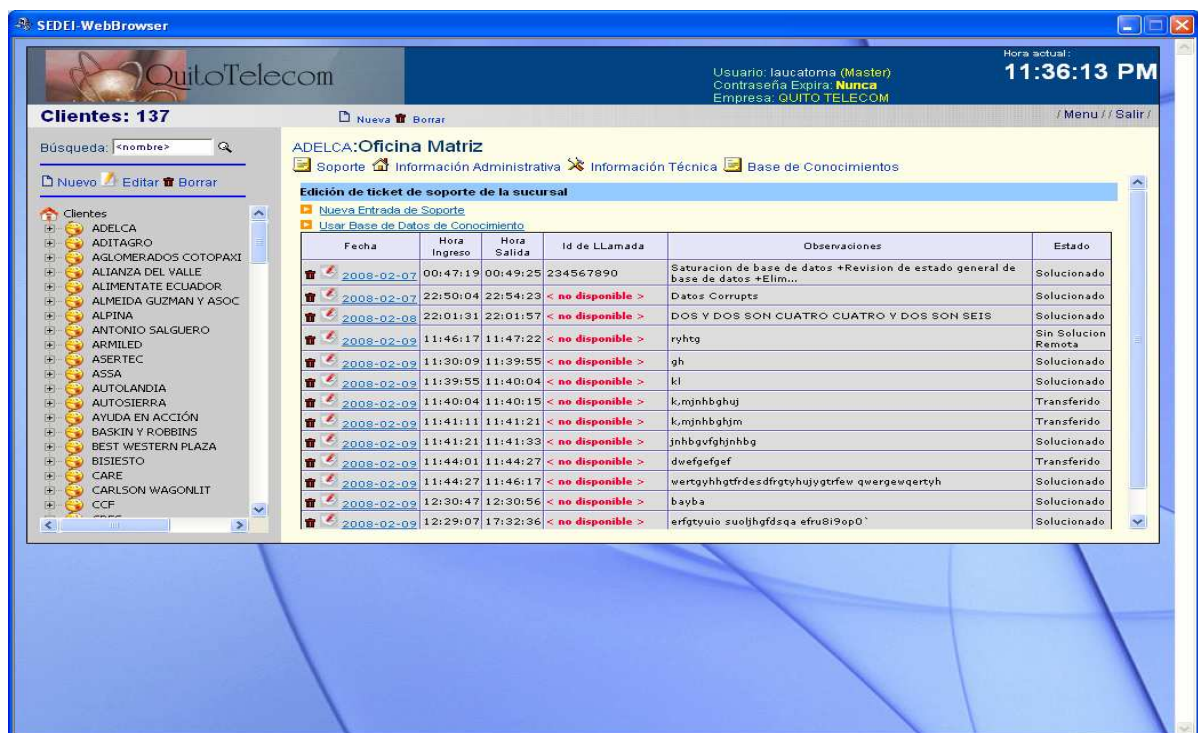 SEDEI-WebBrowser
QuitoTelecom
Usuario: laucatoma (Master)
Contraseña Expira: Nunca
Empresa: QUITO TELECOM
Hora actual:
11:36:13 PM
Clientes: 137
Nueva Borrar
/ Menu / / Salir /
Búsqueda: <nombre>
Nuevo Editar Borrar
Clientes
ADELCA
ADITAGRO
AGLOMERADOS COTOPAXI
ALIANZA DEL VALLE
ALIMENTATE ECUADOR
ALMEIDA GUZMAN Y ASOC
ALPINA
ANTONIO SALGUERO
ARMILED
ASERTEC
ASSA
AUTOLANDIA
AUTOSIERRA
AYUDA EN ACCIÓN
BASKIN Y ROBBINS
BEST WESTERN PLAZA
BISIESTO
CARE
CARLSON WAGONLIT
CCF
ADELCA:Oficina Matriz
Soporte Información Administrativa Información Técnica Base de Conocimientos
Edición de ticket de soporte de la sucursal
Nueva Entrada de Soporte
Usar Base de Datos de Conocimiento
Fecha Hora Ingreso Hora Salida Id de LLamada Observaciones Estado
2008-02-07 00:47:19 00:49:25 234567890 Saturacion de base de datos +Revision de estado general de base de datos +Elim... Solucionado
2008-02-07 22:50:04 22:54:23 < no disponible > Datos Corrupts Solucionado
2008-02-08 22:01:31 22:01:57 < no disponible > DOS Y DOS SON CUATRO CUATRO Y DOS SON SEIS Solucionado
2008-02-09 11:46:17 11:47:22 < no disponible > ryhtg Sin Solucion Remota
2008-02-09 11:30:09 11:39:55 < no disponible > gh Solucionado
2008-02-09 11:39:55 11:40:04 < no disponible > kl Solucionado
2008-02-09 11:40:04 11:40:15 < no disponible > k,mjnhbghuj Transferido
2008-02-09 11:41:11 11:41:21 < no disponible > k,mjnhbghjm Transferido
2008-02-09 11:41:21 11:41:33 < no disponible > jnhbgvfghjnhbg Solucionado
2008-02-09 11:44:01 11:44:27 < no disponible > dwefgefgef Transferido
2008-02-09 11:44:27 11:46:17 < no disponible > wertgyhhgtfrdesdfrgtyhujygtrfew qwergewqertyh Solucionado
2008-02-09 12:30:47 12:30:56 < no disponible > bayba Solucionado
2008-02-09 12:29:07 17:32:36 < no disponible > erfgtyuio suoljhgfdsqa efru8i9op0` Solucionado